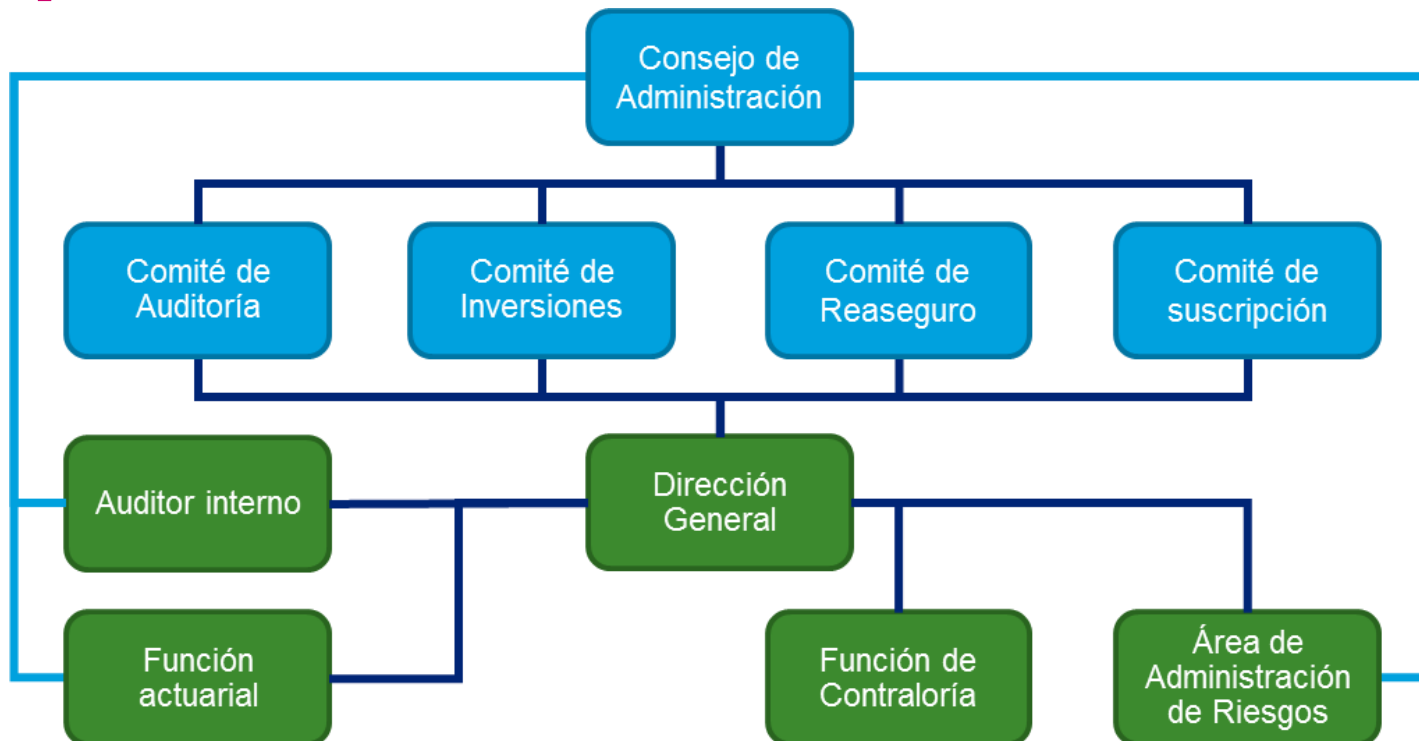 Consejo de
Administración
Comité de
Auditoría
Comité de
Inversiones
Comité de
Reaseguro
Comité de
suscripción
Auditor interno
Dirección
General
Función
actuarial
Función de
Contraloría
Área de
Administración
de Riesgos